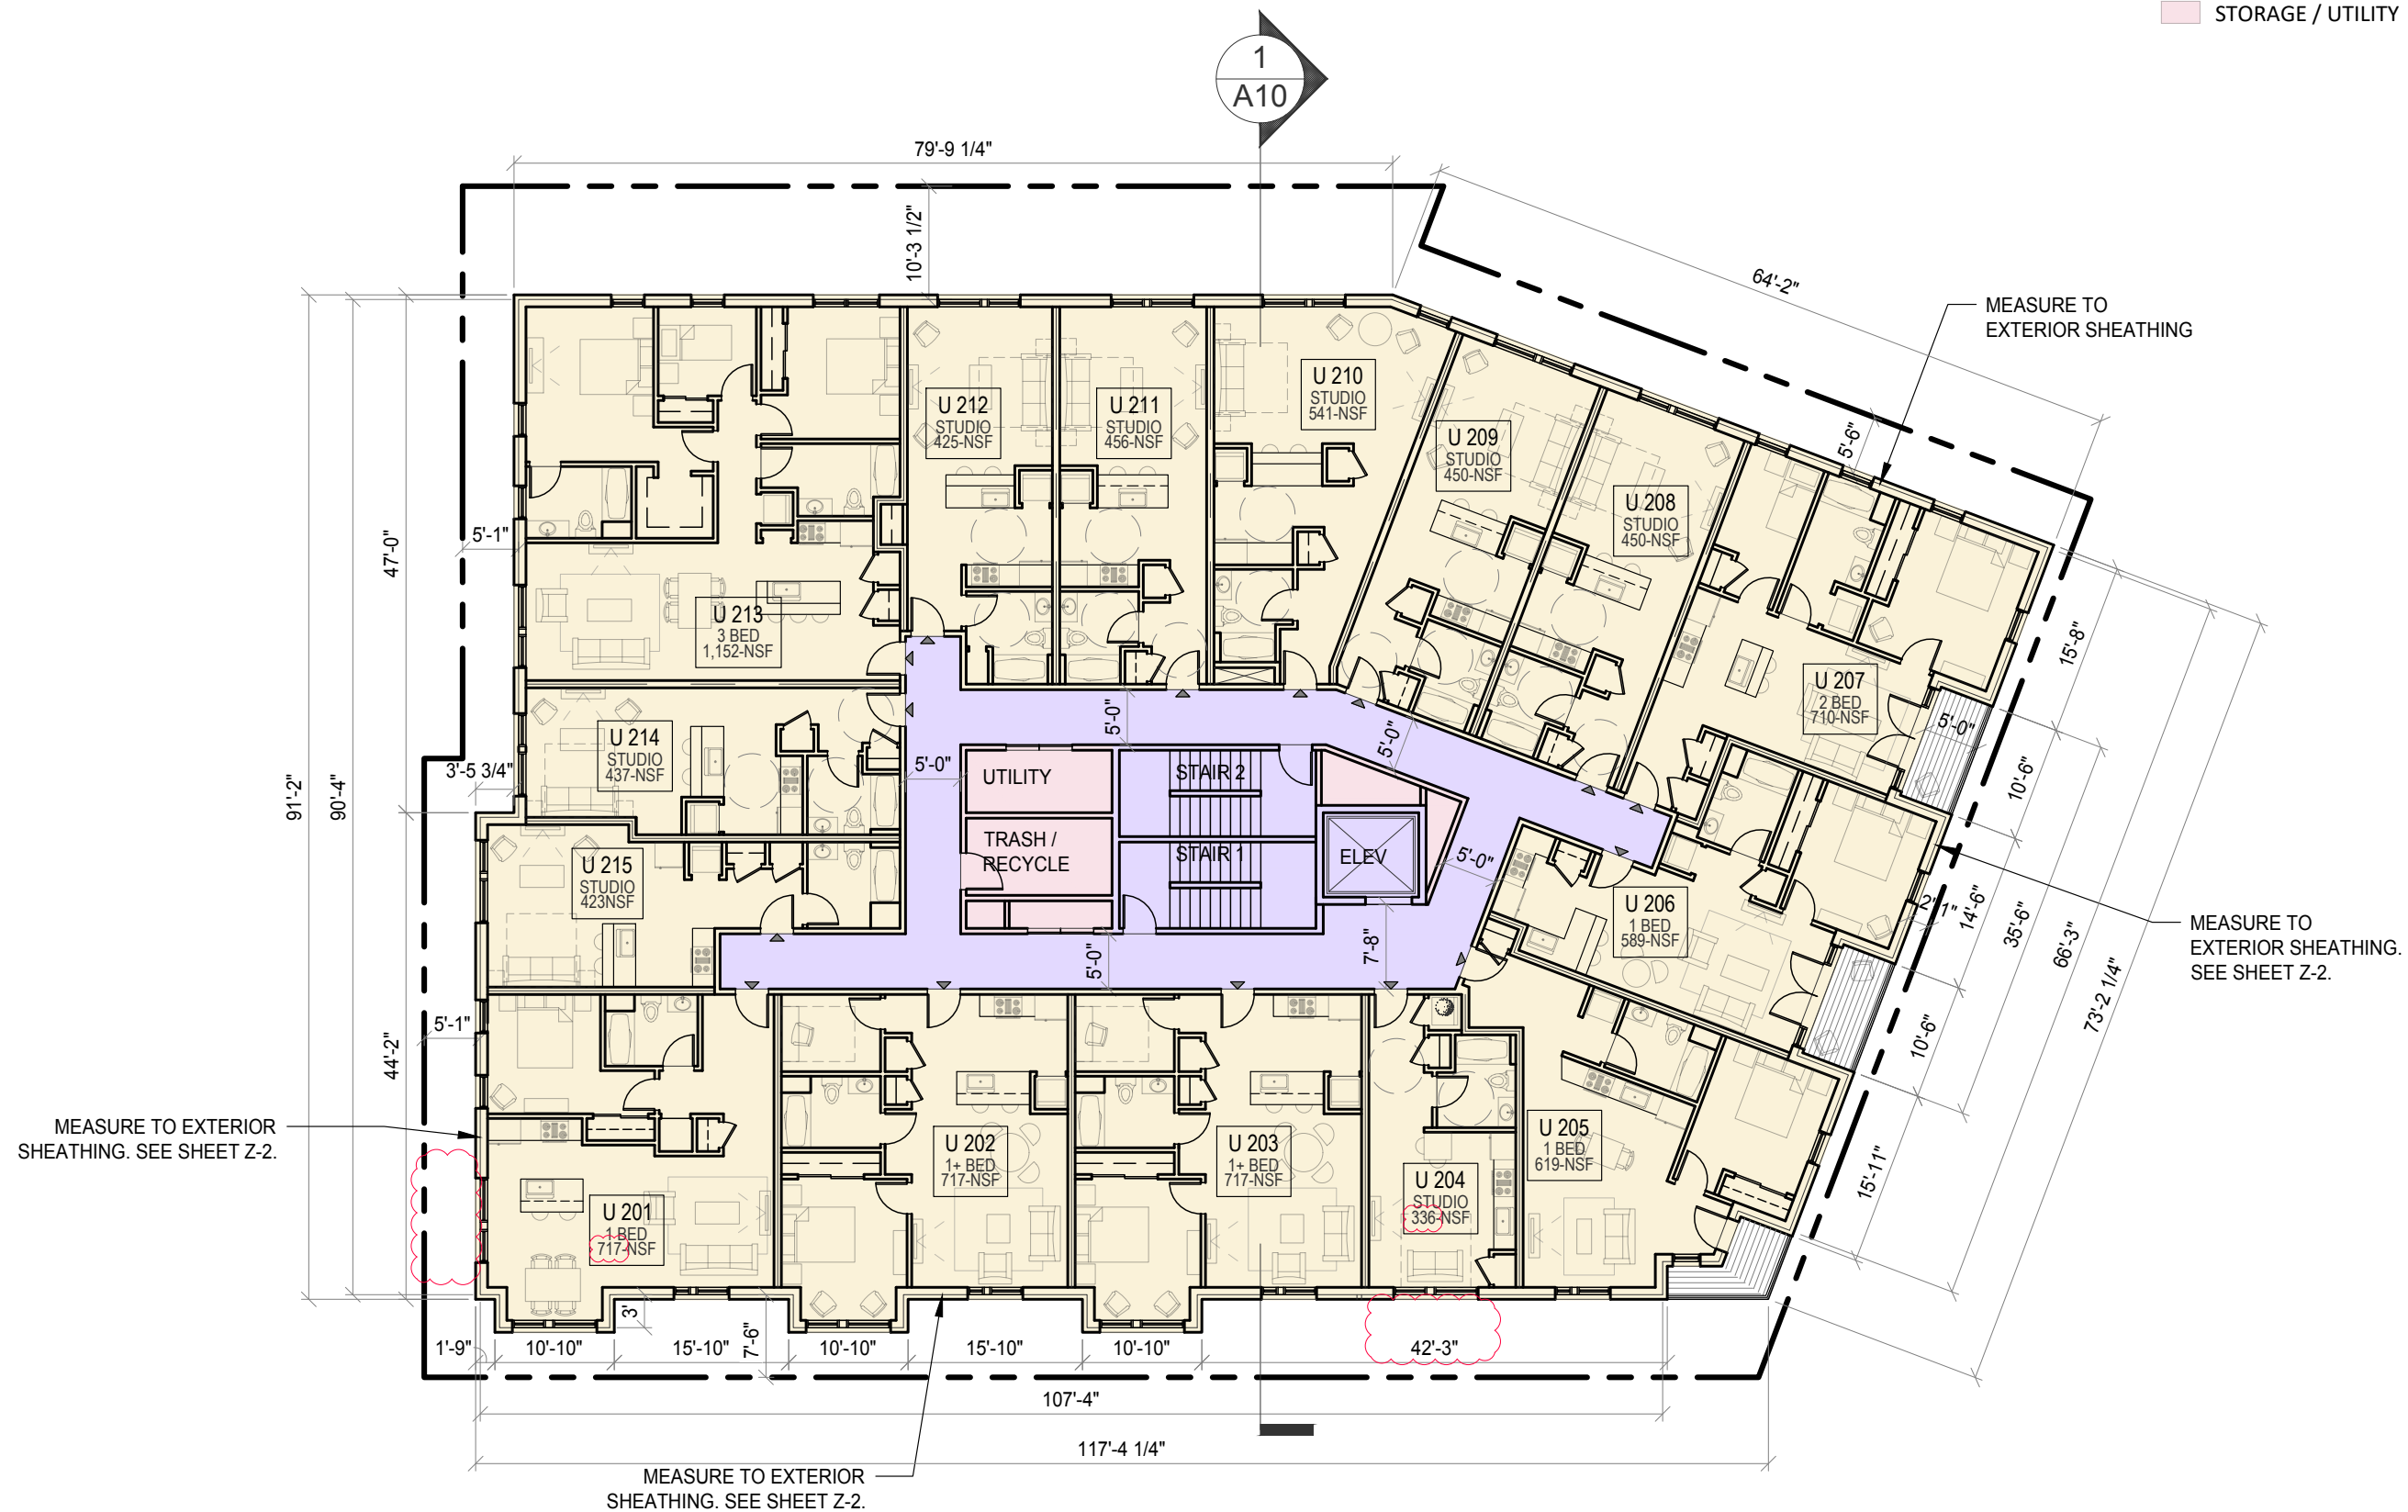 STORAGE / UTILITY
1
A10
79'-9 1/4"
10'-3 1/2"
64'-2"
MEASURE TO
EXTERIOR SHEATHING
5'-6"
U 212
STUDIO
425-NSF
U 211
STUDIO
456-NSF
U 210
STUDIO
541-NSF
U 209
STUDIO
450-NSF
U 208
STUDIO
450-NSF
47'-0"
5'-1"
U 213
3 BED
1,152-NSF
U 207
2 BED
710-NSF
15'-8"
5'-0"
5'-0"
5'-0"
5'-0"
U 214
STUDIO
437-NSF
3'-5 3/4"
91'-2"
90'-4"
UTILITY
STAIR 2
10'-6"
TRASH /
RECYCLE
STAIR 1
ELEV
5'-0"
U 215
STUDIO
423NSF
U 206
1 BED
589-NSF
2'-1"
14'-6"
35'-6"
66'-3"
73'-2 1/4"
MEASURE TO
EXTERIOR SHEATHING.
SEE SHEET Z-2.
5'-0"
7'-8"
5'-1"
44'-2"
10'-6"
MEASURE TO EXTERIOR
SHEATHING. SEE SHEET Z-2.
U 201
1 BED
717-NSF
U 202
1+ BED
717-NSF
U 203
1+ BED
717-NSF
U 204
STUDIO
336-NSF
U 205
1 BED
619-NSF
15'-11"
3'
7'-6"
1'-9"
10'-10"
15'-10"
10'-10"
15'-10"
10'-10"
42'-3"
107'-4"
117'-4 1/4"
MEASURE TO EXTERIOR
SHEATHING. SEE SHEET Z-2.